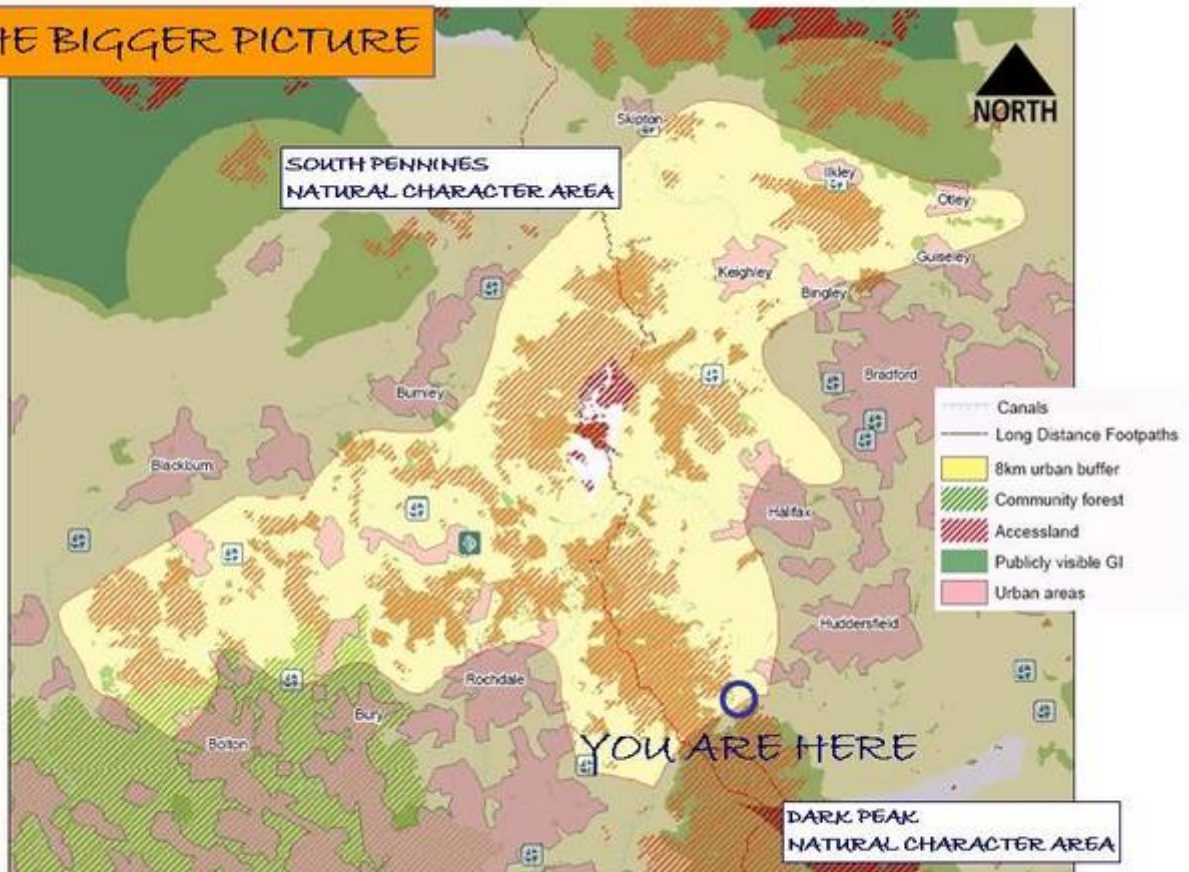 HE BIGGER PICTURE
NORTH
Skipton
SOUTH PENNINES
NATURAL CHARACTER AREA
Ilkley
Otley
Guiseley
Keighley
Bingley
Bradford
Burnley
Blackburn
Halifax
Canals
Long Distance Footpaths
8km urban buffer
Community forest
Accessland
Publicly visible GI
Urban areas
Huddersfield
Rochdale
Bury
Bolton
YOU ARE HERE
DARK PEAK
NATURAL CHARACTER AREA